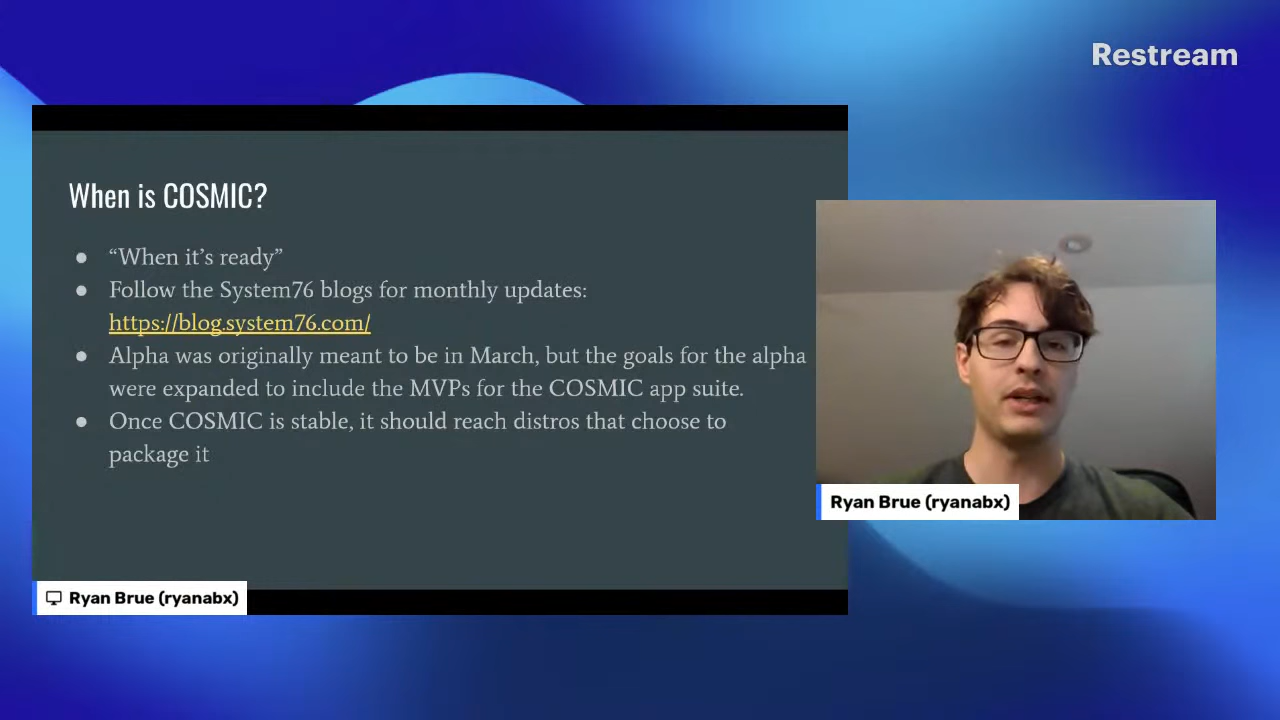 Restream
When is COSMIC?
● “When it’s ready”
● Follow the System76 blogs for monthly updates:
https://blog.system76.com/
● Alpha was originally meant to be in March, but the goals for the alpha
were expanded to include the MVPs for the COSMIC app suite.
● Once COSMIC is stable, it should reach distros that choose to
package it
Ryan Brue (ryanabx)
Ryan Brue (ryanabx)